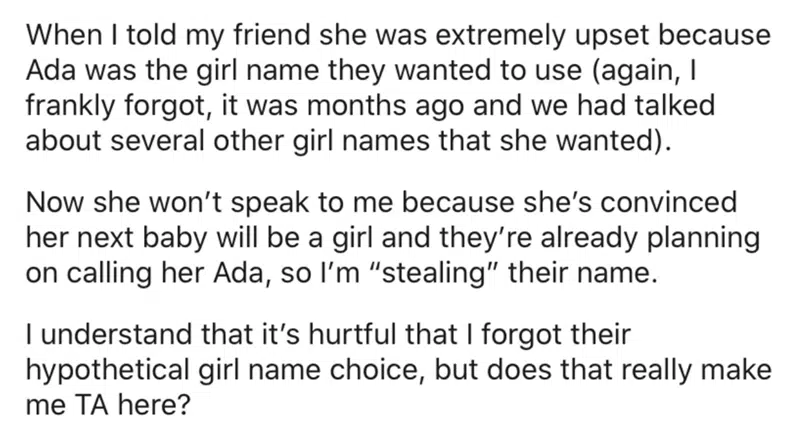 When I told my friend she was extremely upset because
Ada was the girl name they wanted to use (again, I
frankly forgot, it was months ago and we had talked
about several other girl names that she wanted).
Now she won’t speak to me because she’s convinced
her next baby will be a girl and they’re already planning
on calling her Ada, so I’m “stealing” their name.
I understand that it’s hurtful that I forgot their
hypothetical girl name choice, but does that really make
me TA here?